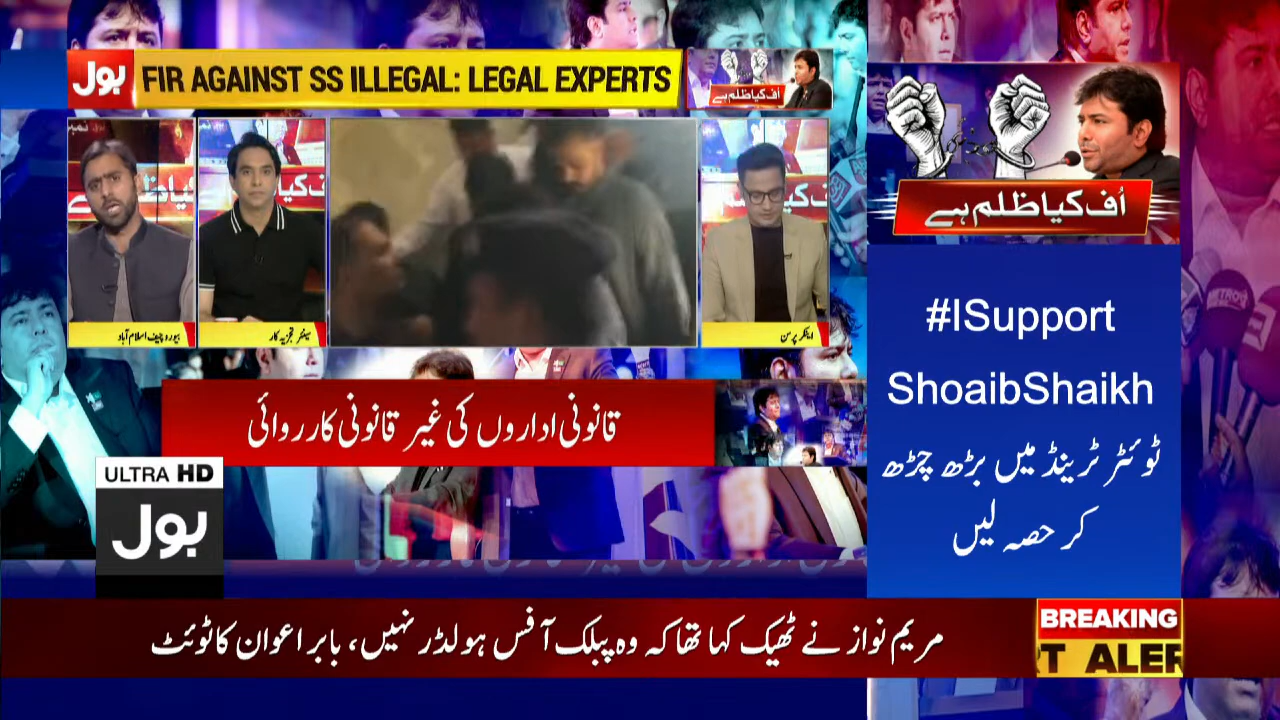 بول
FIR AGAINST SS ILLEGAL: LEGAL EXPERTS
اُف کیا ظلم ہے
اُف کیا ظلم ہے
بیورو چیف اسلام آباد
سینئر تجزیہ کار
اینکر پرسن
#ISupport
ShoaibShaikh
ٹوئٹر ٹرینڈ میں بڑھ چڑھ
کر حصہ لیں
قانونی اداروں کی غیر قانونی کارروائی
ULTRA HD
بول
مریم نواز نے ٹھیک کہا تھا کہ وہ پبلک آفس ہولڈر نہیں، بابر اعوان کا ٹوئٹ
BREAKING
ALER